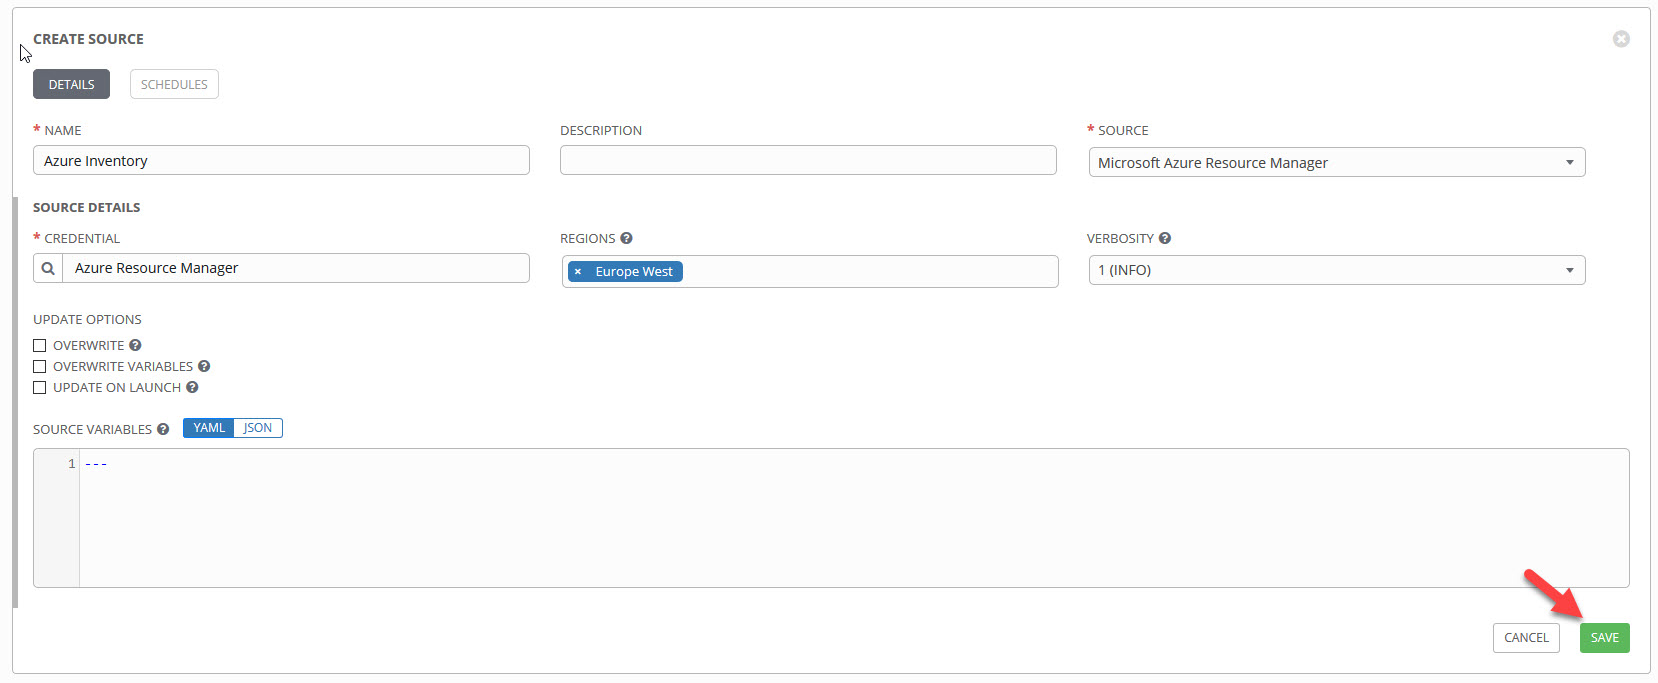 CREATE SOURCE
DETAILS SCHEDULES
* NAME DESCRIPTION * SOURCE
Azure Inventory Microsoft Azure Resource Manager
SOURCE DETAILS
* CREDENTIAL REGIONS ? VERBOSITY ?
Azure Resource Manager × Europe West 1 (INFO)
UPDATE OPTIONS
OVERWRITE ?
OVERWRITE VARIABLES ?
UPDATE ON LAUNCH ?
SOURCE VARIABLES ? YAML JSON
1 ---
CANCEL SAVE